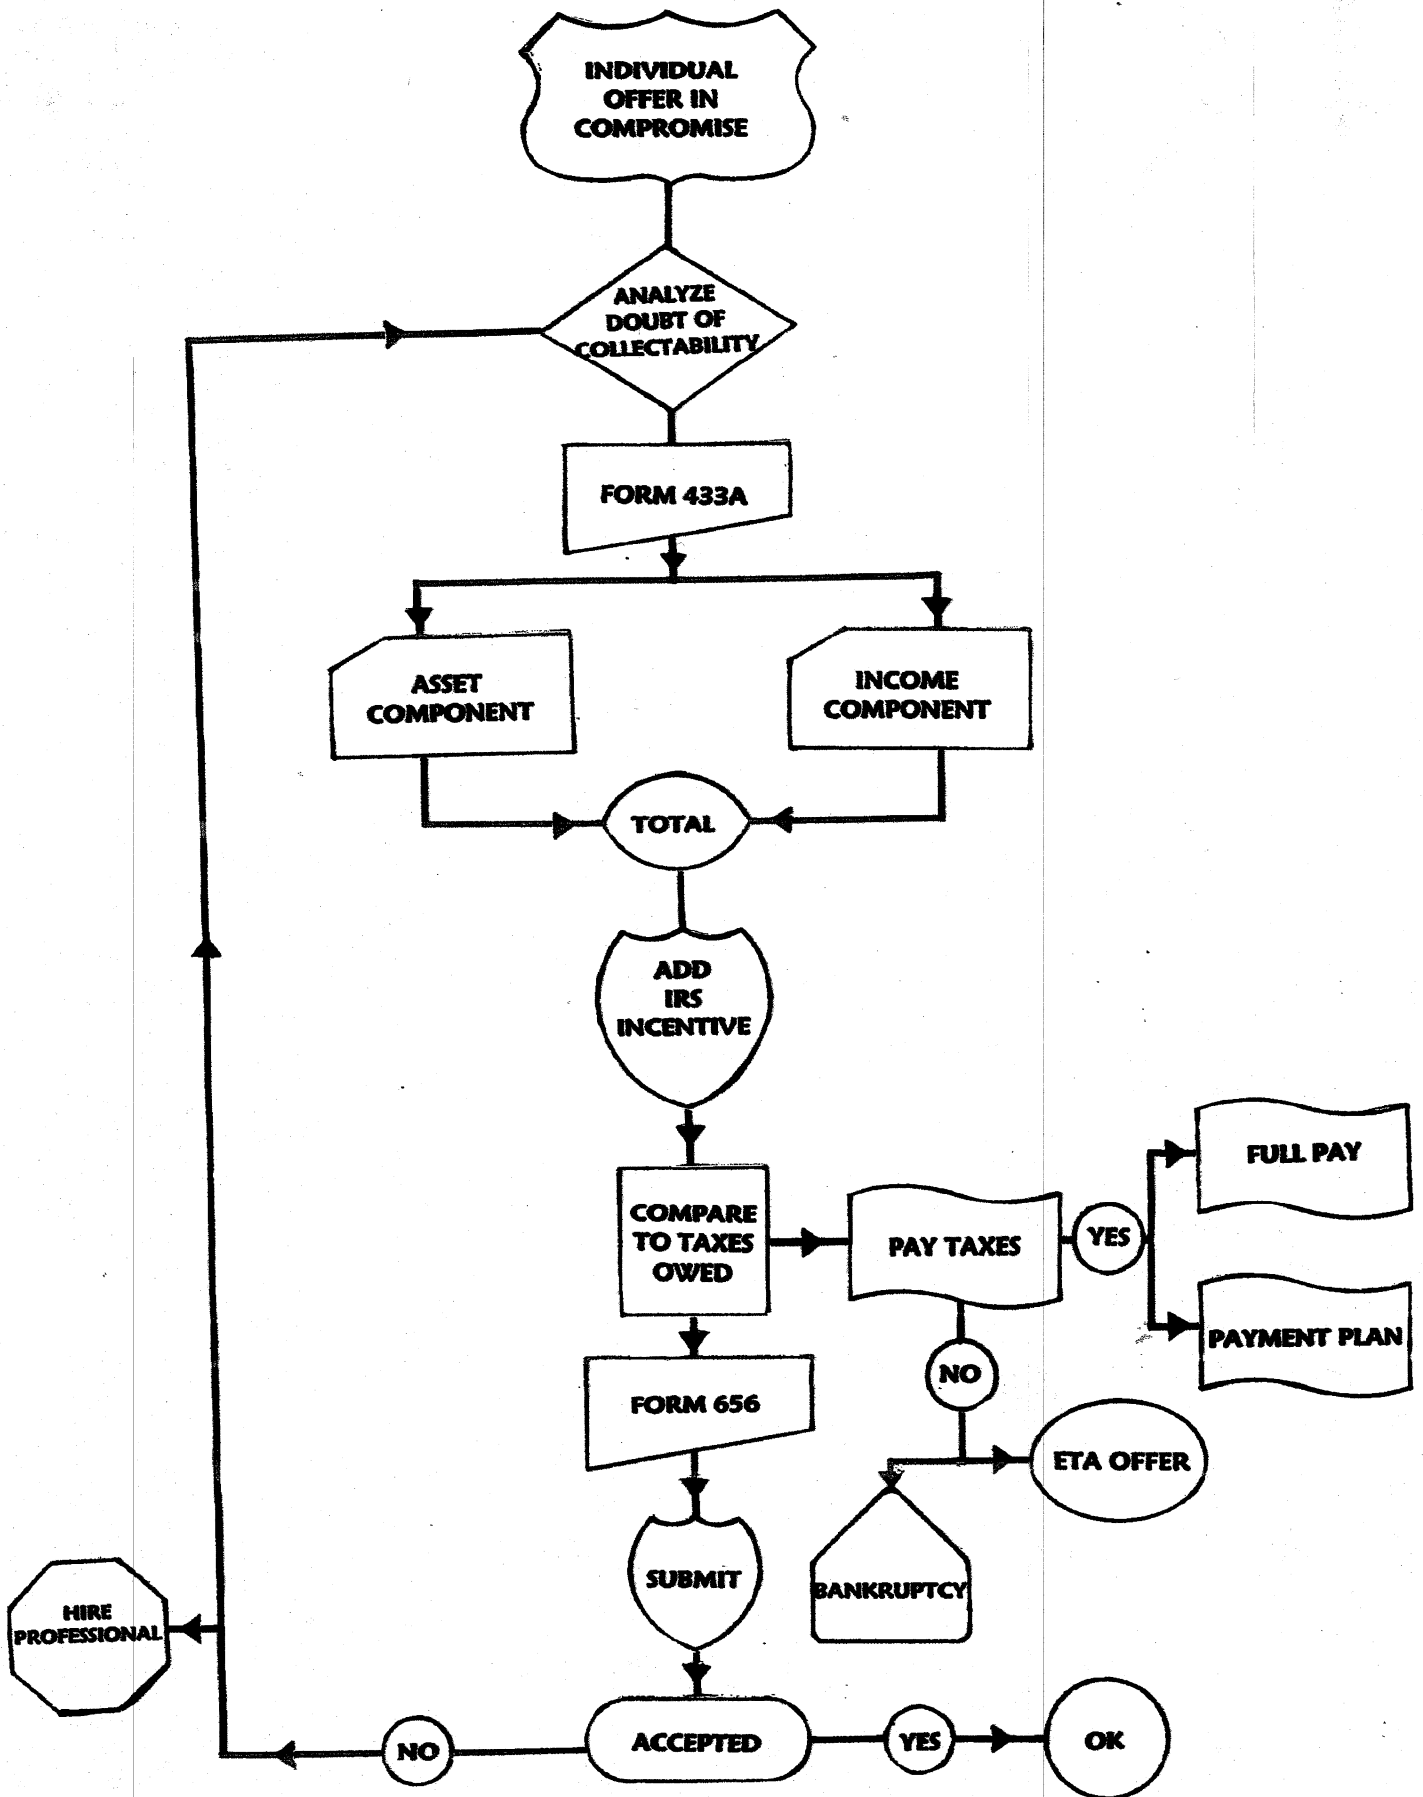 INDIVIDUAL
OFFER IN
COMPROMISE
ANALYZE
DOUBT OF
COLLECTABILITY
FORM 433A
ASSET
COMPONENT
INCOME
COMPONENT
TOTAL
ADD
IRS
INCENTIVE
COMPARE
TO TAXES
OWED
PAY TAXES
YES
FULL PAY
PAYMENT PLAN
NO
ETA OFFER
BANKRUPTCY
FORM 656
SUBMIT
HIRE
PROFESSIONAL
ACCEPTED
NO
YES
OK